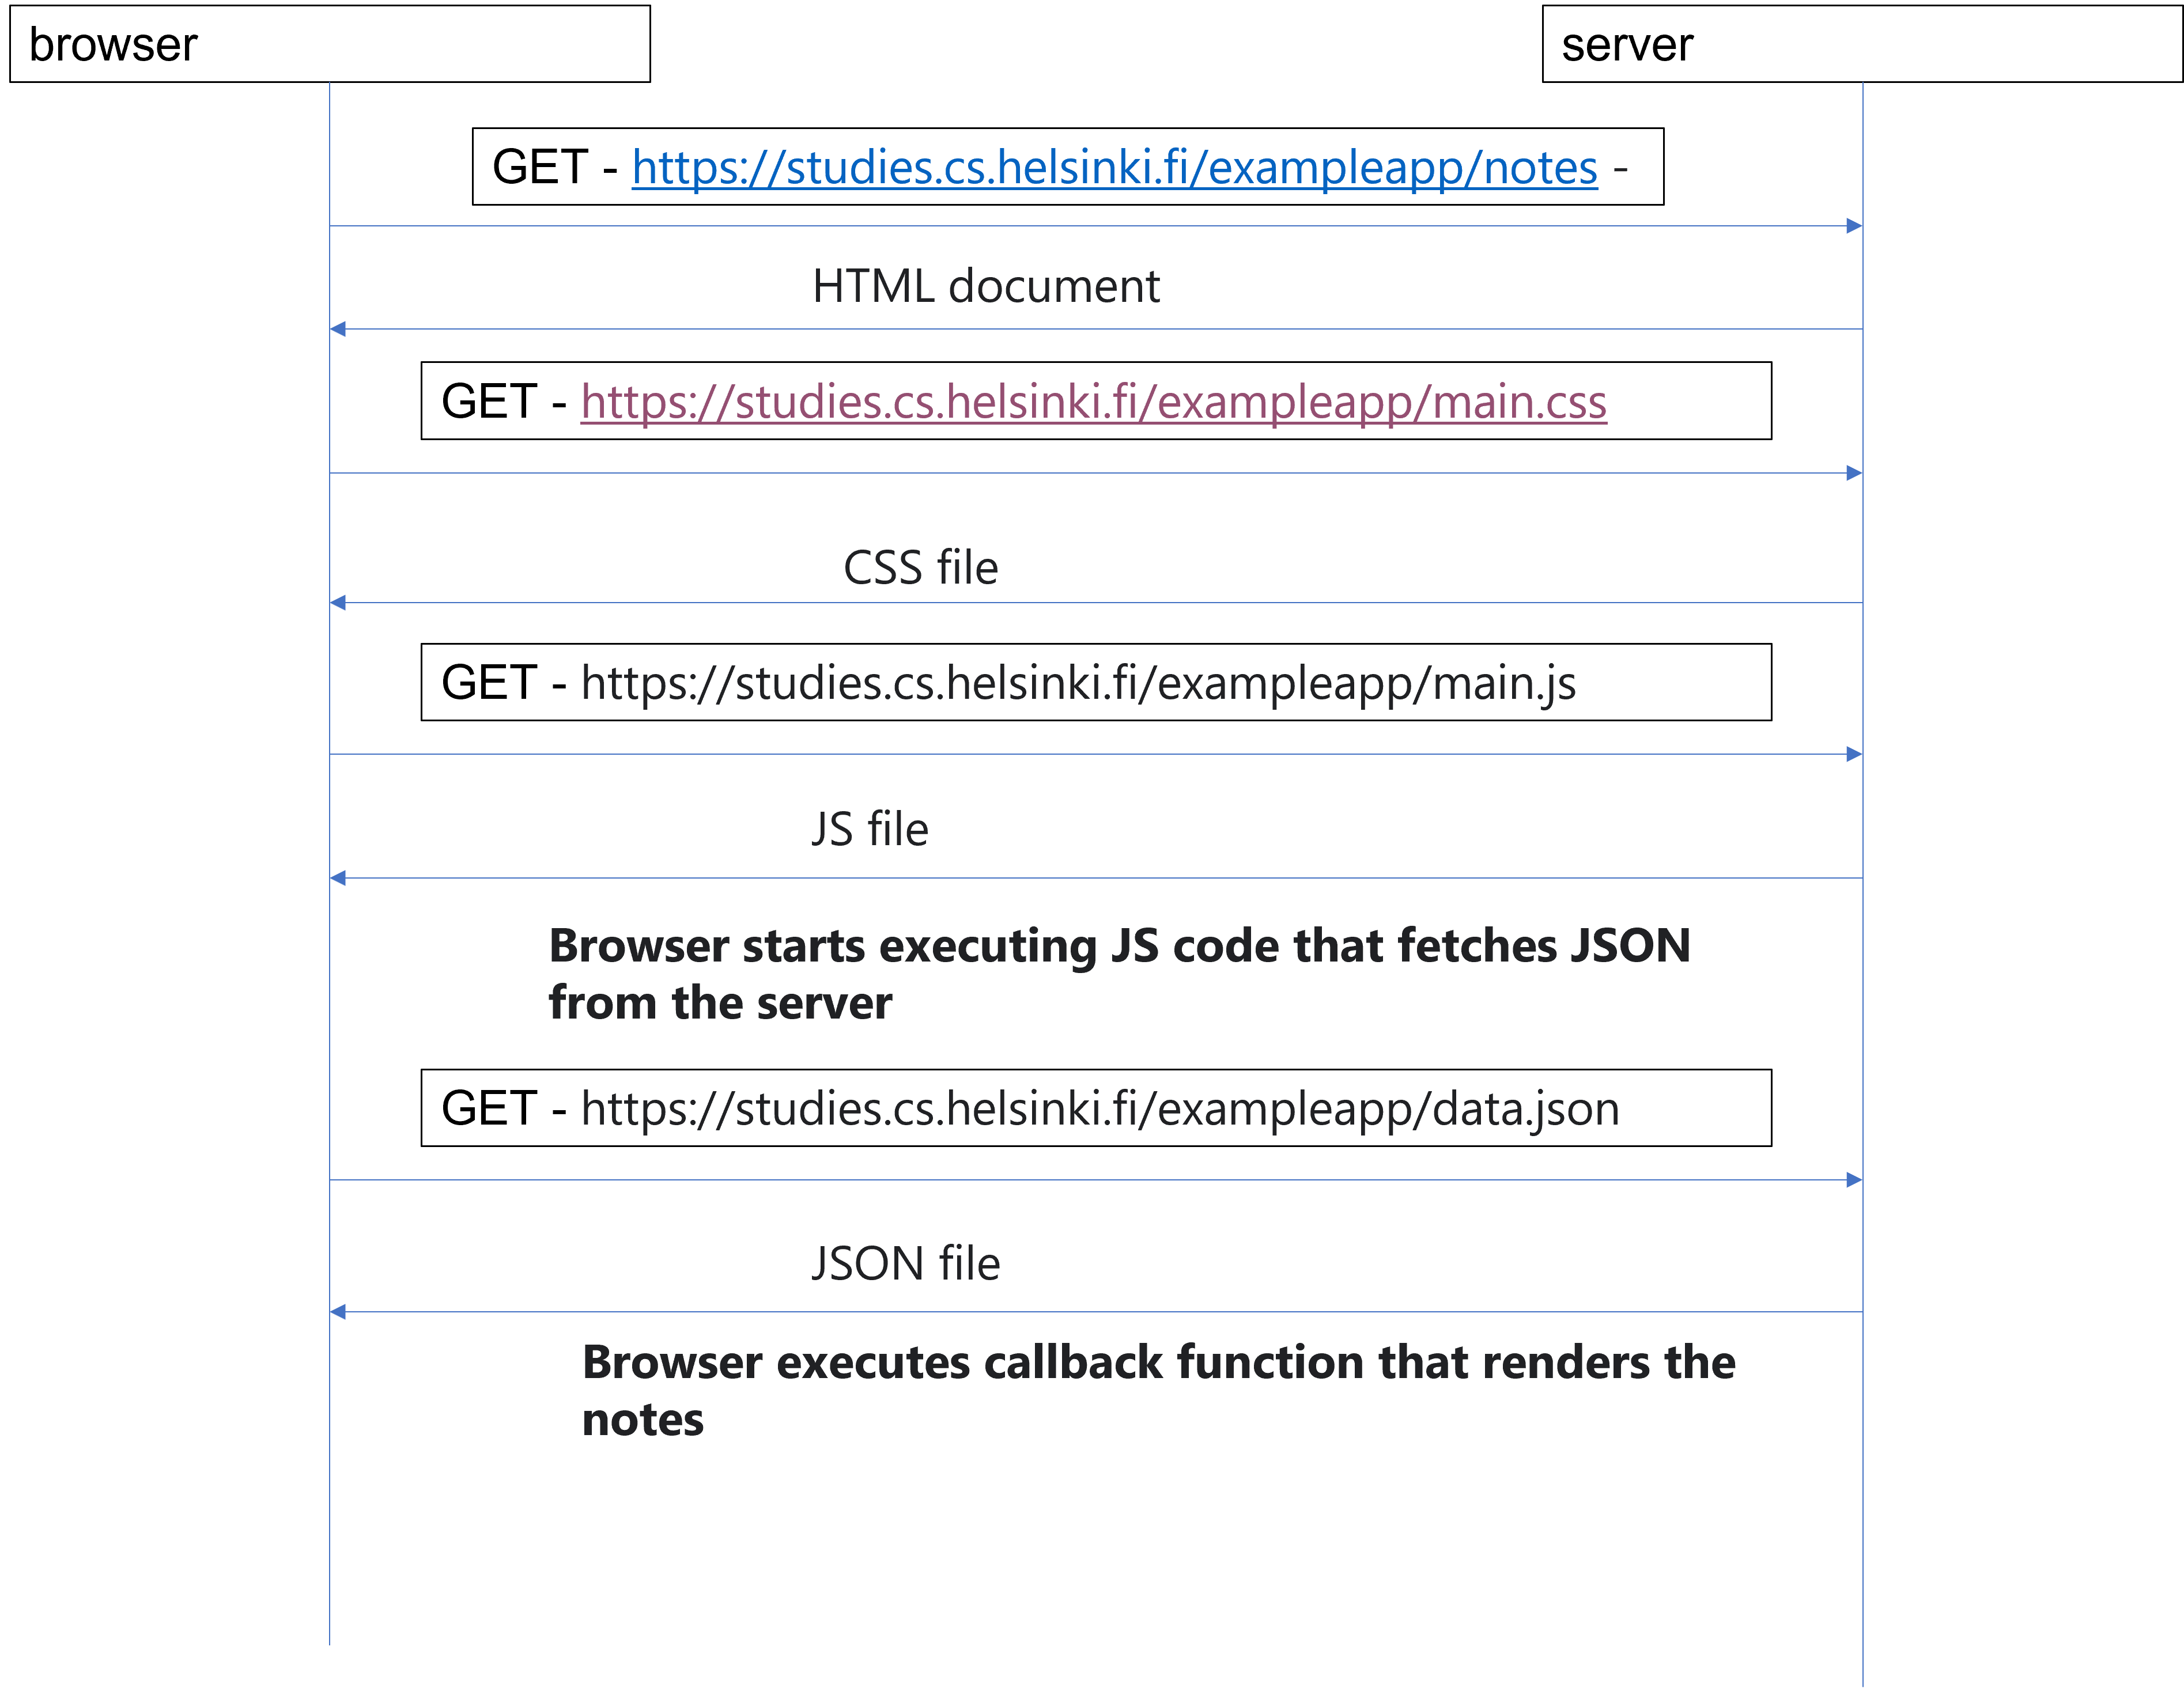 browser
server
GET - https://studies.cs.helsinki.fi/exampleapp/notes -
HTML document
GET - https://studies.cs.helsinki.fi/exampleapp/main.css
CSS file
GET - https://studies.cs.helsinki.fi/exampleapp/main.js
JS file
Browser starts executing JS code that fetches JSON
from the server
GET - https://studies.cs.helsinki.fi/exampleapp/data.json
JSON file
Browser executes callback function that renders the
notes